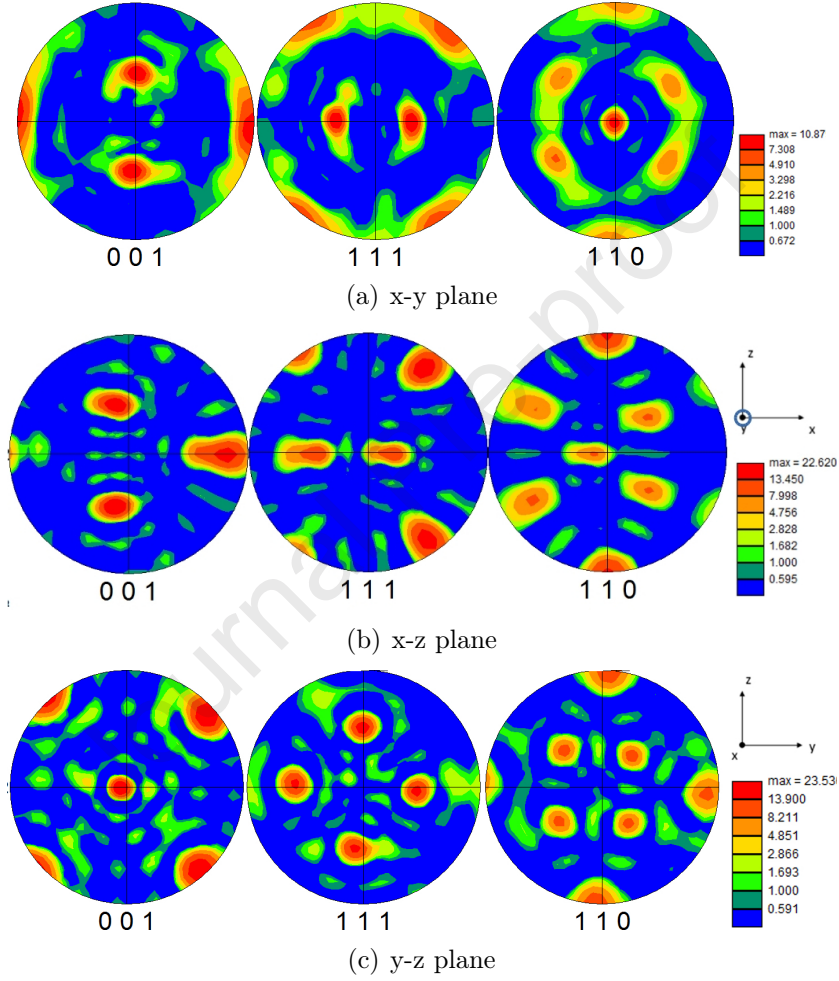 max = 10.87
7.308
4.910
3.298
2.216
1.489
1.000
0.672
0 0 1
1 1 1
1 1 0
(a) x-y plane
z
y
x
max = 22.620
13.450
7.998
4.756
2.828
1.682
1.000
0.595
0 0 1
1 1 1
1 1 0
(b) x-z plane
z
x
y
max = 23.53
13.900
8.211
4.851
2.866
1.693
1.000
0.591
0 0 1
1 1 1
1 1 0
(c) y-z plane